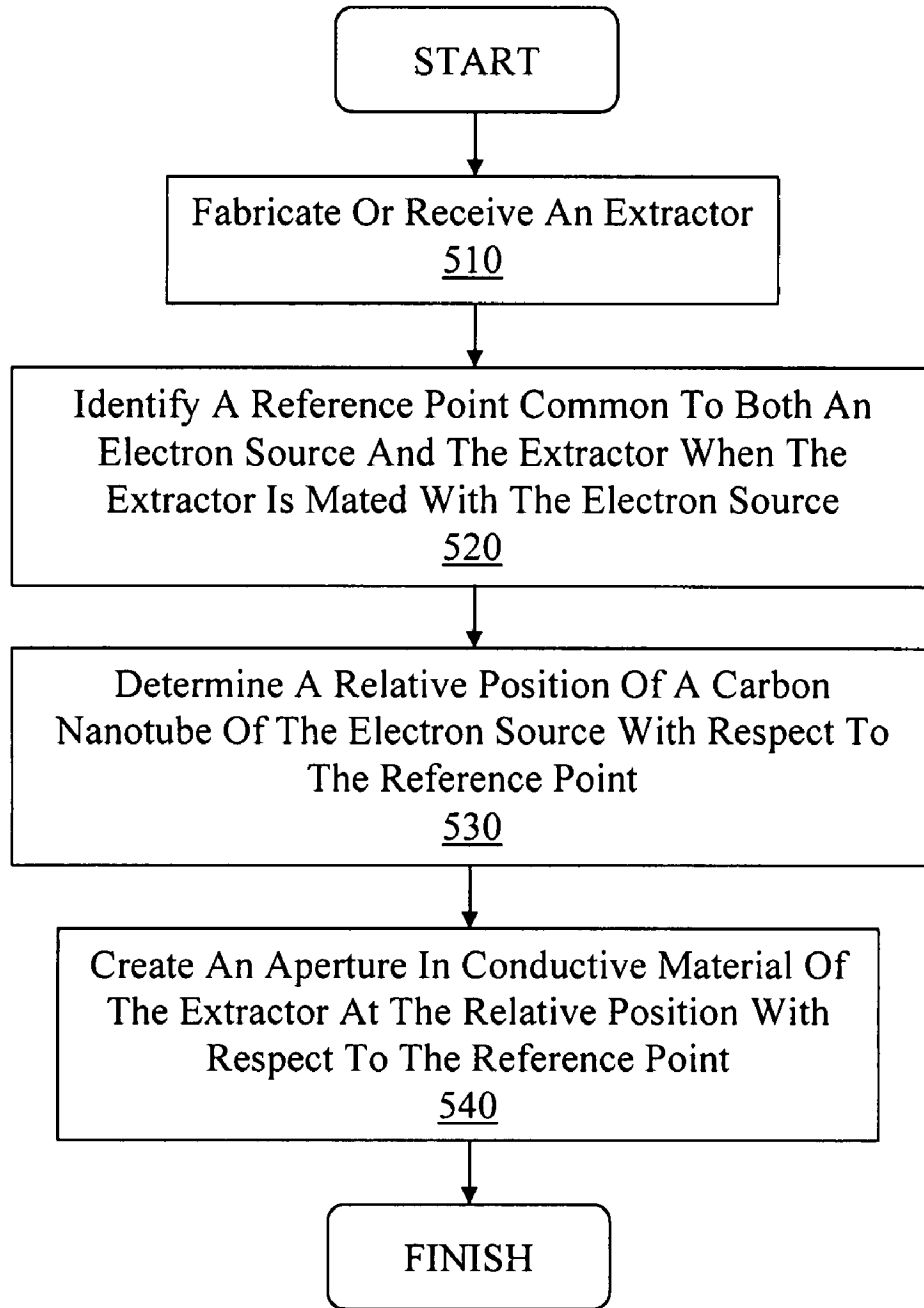 START
Fabricate Or Receive An Extractor
510
Identify A Reference Point Common To Both An
Electron Source And The Extractor When The
Extractor Is Mated With The Electron Source
520
Determine A Relative Position Of A Carbon
Nanotube Of The Electron Source With Respect To
The Reference Point
530
Create An Aperture In Conductive Material Of
The Extractor At The Relative Position With
Respect To The Reference Point
540
FINISH